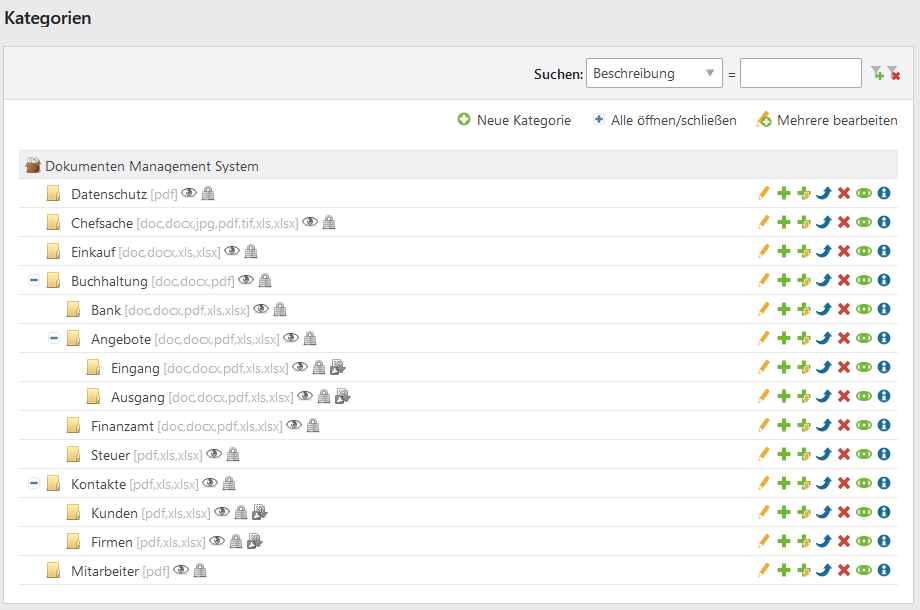 Kategorien
Suchen: Beschreibung =
Neue Kategorie Alle öffnen/schließen Mehrere bearbeiten
Dokumenten Management System
Datenschutz [pdf]
Chefsache [doc,docx,jpg,pdf,tif,xls,xlsx]
Einkauf [doc,docx,xls,xlsx]
Buchhaltung [doc,docx,pdf]
Bank [doc,docx,pdf,xls,xlsx]
Angebote [doc,docx,pdf,xls,xlsx]
Eingang [doc,docx,pdf,xls,xlsx]
Ausgang [doc,docx,pdf,xls,xlsx]
Finanzamt [doc,docx,pdf,xls,xlsx]
Steuer [pdf,xls,xlsx]
Kontakte [pdf,xls,xlsx]
Kunden [pdf,xls,xlsx]
Firmen [pdf,xls,xlsx]
Mitarbeiter [pdf]